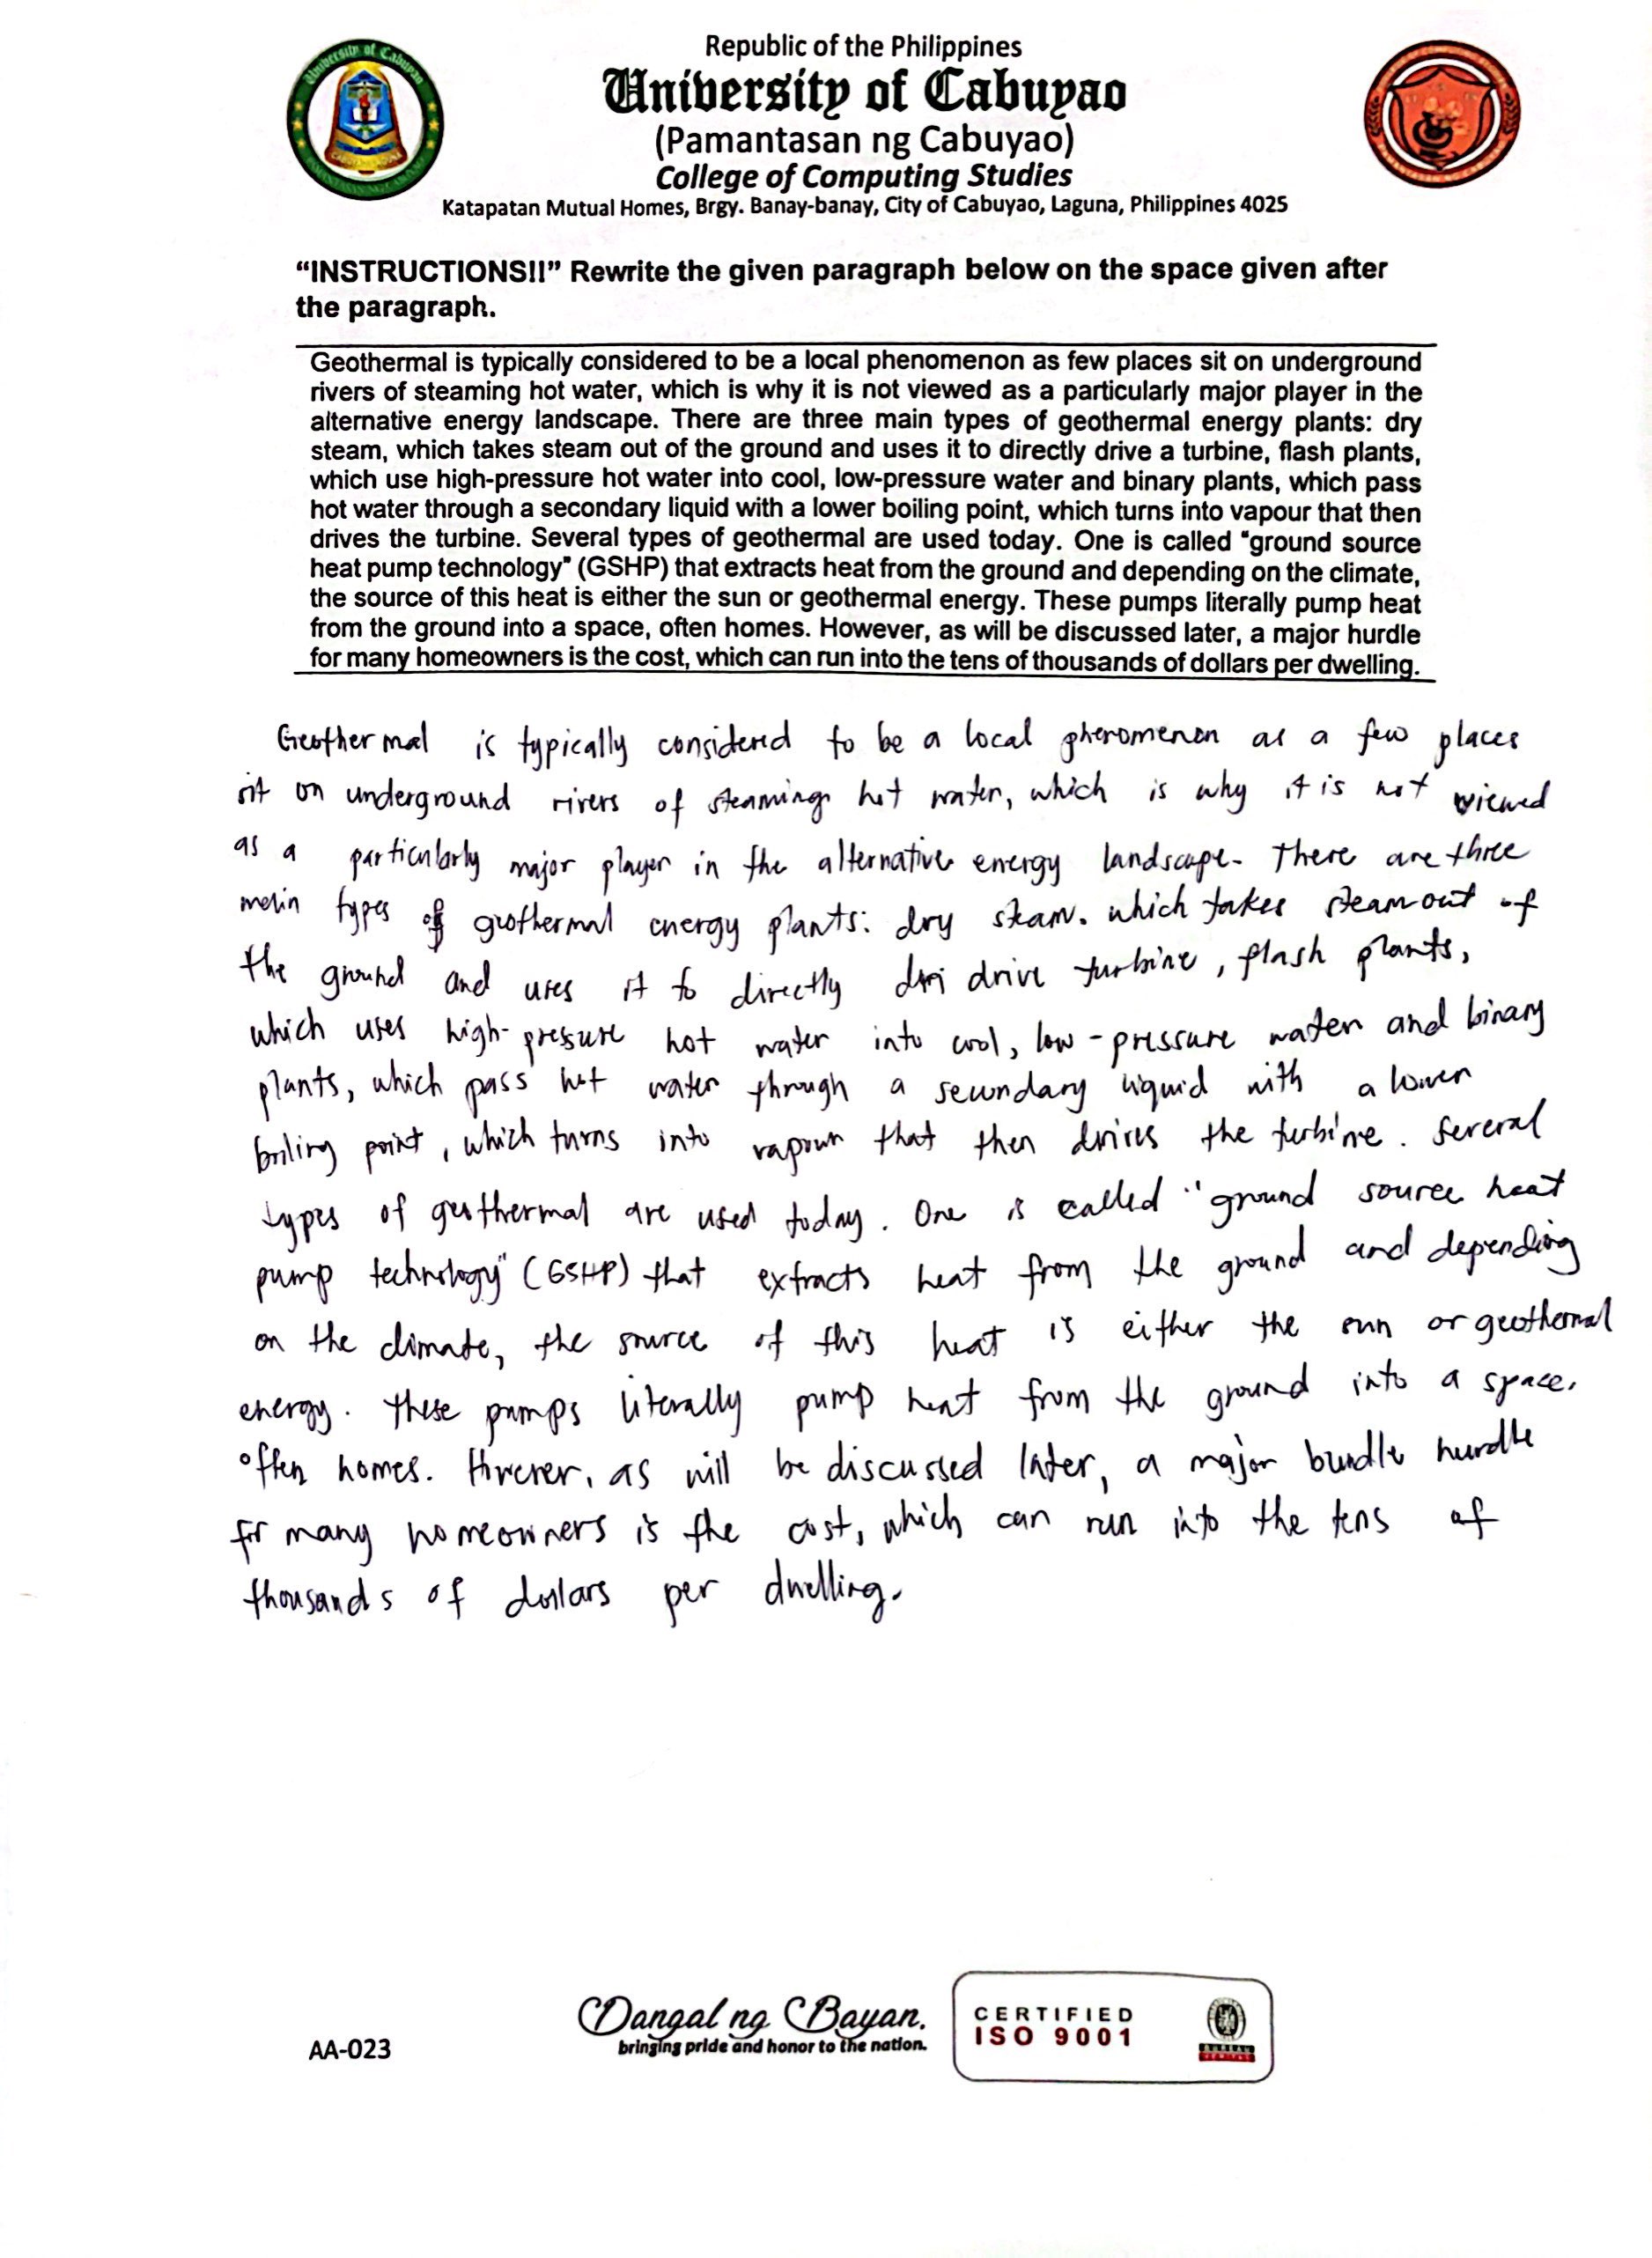 Republic of the Philippines
University of Cabuyao
(Pamantasan ng Cabuyao)
College of Computing Studies
Katapatan Mutual Homes, Brgy. Banay-banay, City of Cabuyao, Laguna, Philippines 4025
“INSTRUCTIONS!!” Rewrite the given paragraph below on the space given after
the paragraph.
Geothermal is typically considered to be a local phenomenon as few places sit on underground
rivers of steaming hot water, which is why it is not viewed as a particularly major player in the
alternative energy landscape. There are three main types of geothermal energy plants: dry
steam, which takes steam out of the ground and uses it to directly drive a turbine, flash plants,
which use high-pressure hot water into cool, low-pressure water and binary plants, which pass
hot water through a secondary liquid with a lower boiling point, which turns into vapour that then
drives the turbine. Several types of geothermal are used today. One is called “ground source
heat pump technology” (GSHP) that extracts heat from the ground and depending on the climate,
the source of this heat is either the sun or geothermal energy. These pumps literally pump heat
from the ground into a space, often homes. However, as will be discussed later, a major hurdle
for many homeowners is the cost, which can run into the tens of thousands of dollars per dwelling.
Geothermal is typically considered to be a local phenomenon as a few places
sit on underground rivers of steaming hot water, which is why it is not viewed
as a particularly major player in the alternative energy landscape. There are three
main types of geothermal energy plants: dry steam. which takes steam out of
the ground and uses it to directly dri drive turbine, flash plants,
which uses high-pressure hot water into cool, low-pressure water and binary
plants, which pass hot water through a secondary liquid with a lower
boiling point, which turns into vapour that then drives the turbine. Several
types of geothermal are used today. One is called "ground source heat
pump technology" (GSHP) that extracts heat from the ground and depending
on the climate, the source of this heat is either the sun or geothermal
energy. These pumps literally pump heat from the ground into a space,
often homes. However, as will be discussed later, a major bundle hurdle
for many homeowners is the cost, which can run into the tens of
thousands of dollars per dwelling.
AA-023
Dangal ng Bayan.
bringing pride and honor to the nation.
CERTIFIED
ISO 9001